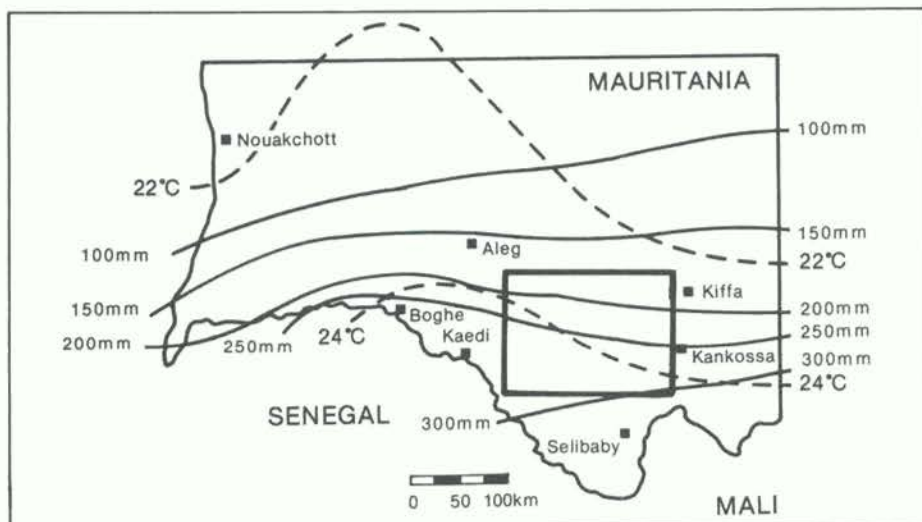 MAURITANIA
100mm
Nouakchott
22°C
100mm
Aleg
150mm
22°C
150mm
Kiffa
200mm
Boghe
200mm
250mm
24°C
Kaedi
250mm
Kankossa
300mm
24°C
SENEGAL
300mm
Selibaby
0 50 100km
MALI